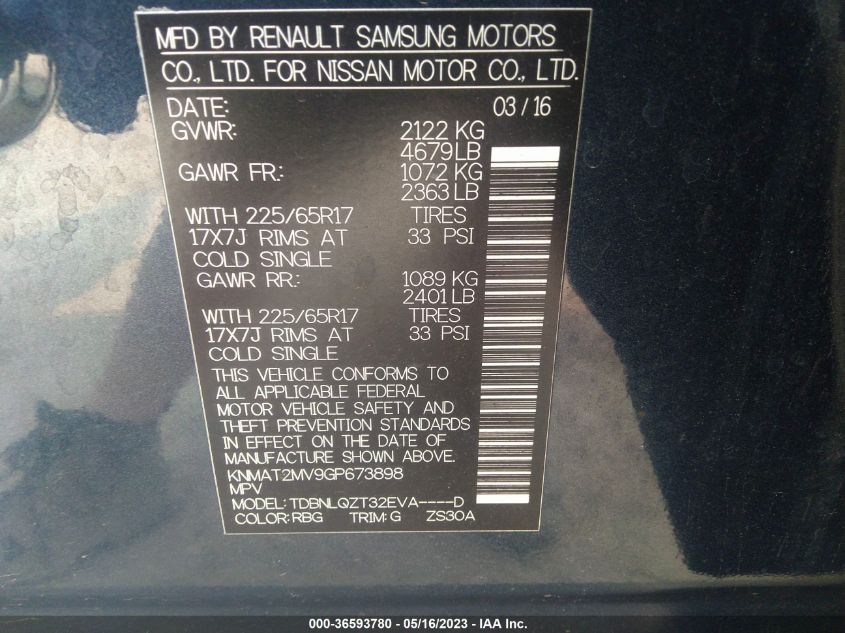 MFD BY RENAULT SAMSUNG MOTORS
CO., LTD. FOR NISSAN MOTOR CO., LTD.
DATE: 03 / 16
GVWR: 2122 KG
4679 LB
GAWR FR.: 1072 KG
2363 LB
WITH 225/65R17 TIRES
17X7J RIMS AT 33 PSI
COLD SINGLE
GAWR RR.: 1089 KG
2401 LB
WITH 225/65R17 TIRES
17X7J RIMS AT 33 PSI
COLD SINGLE
THIS VEHICLE CONFORMS TO
ALL APPLICABLE FEDERAL
MOTOR VEHICLE SAFETY AND
THEFT PREVENTION STANDARDS
IN EFFECT ON THE DATE OF
MANUFACTURE SHOWN ABOVE.
KNMAT2MV9GP673898
MPV
MODEL: TDBNLQZT32EVA----D
COLOR: RBG TRIM: G ZS30A
000-36593780 - 05/16/2023 - IAA Inc.